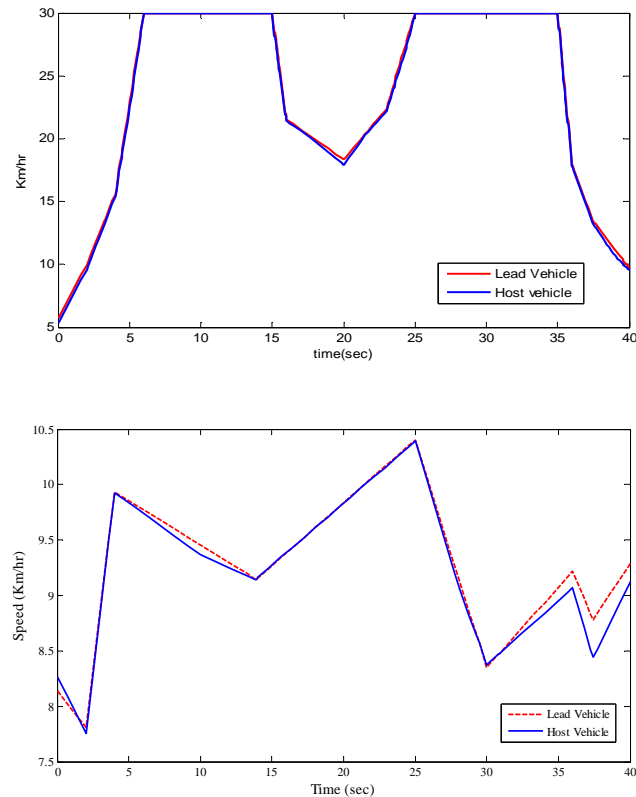 30
25
20
15
10
5
Km/hr
Lead Vehicle
Host vehicle
0 5 10 15 20 25 30 35 40
time(sec)
10.5
10
9.5
9
8.5
8
7.5
Speed (Km/hr)
Lead Vehicle
Host Vehicle
0 5 10 15 20 25 30 35 40
Time (sec)